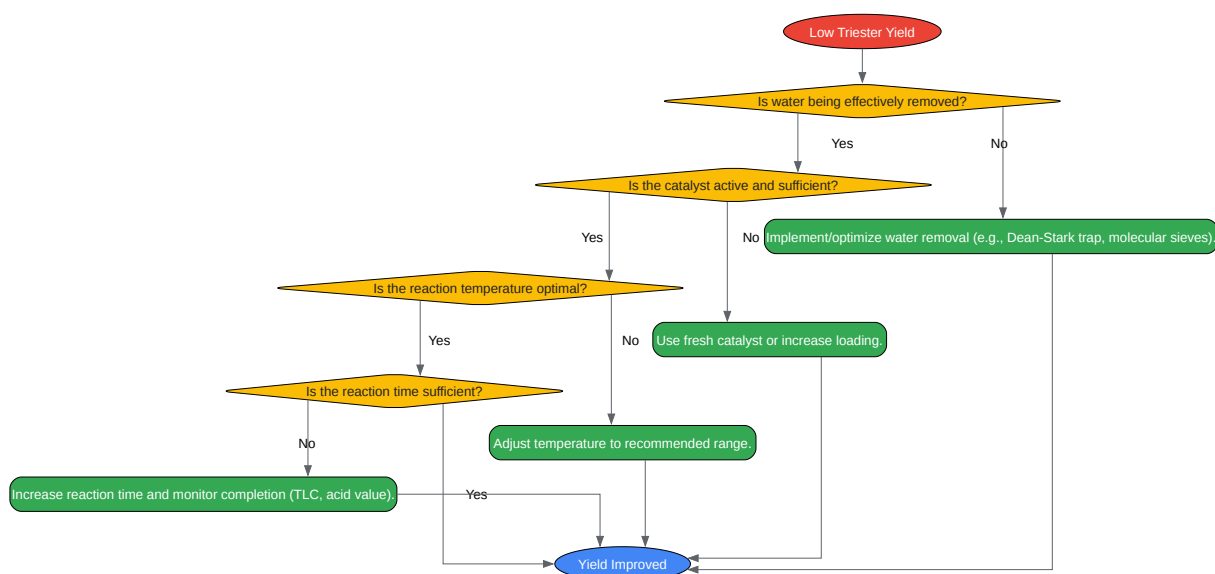 Low Triester Yield
Is water being effectively removed?
Yes
No
Is the catalyst active and sufficient?
Yes
No
Implement/optimize water removal (e.g., Dean-Stark trap, molecular sieves).
Is the reaction temperature optimal?
Yes
No
Use fresh catalyst or increase loading.
Is the reaction time sufficient?
No
Adjust temperature to recommended range.
Increase reaction time and monitor completion (TLC, acid value).
Yes
Yield Improved